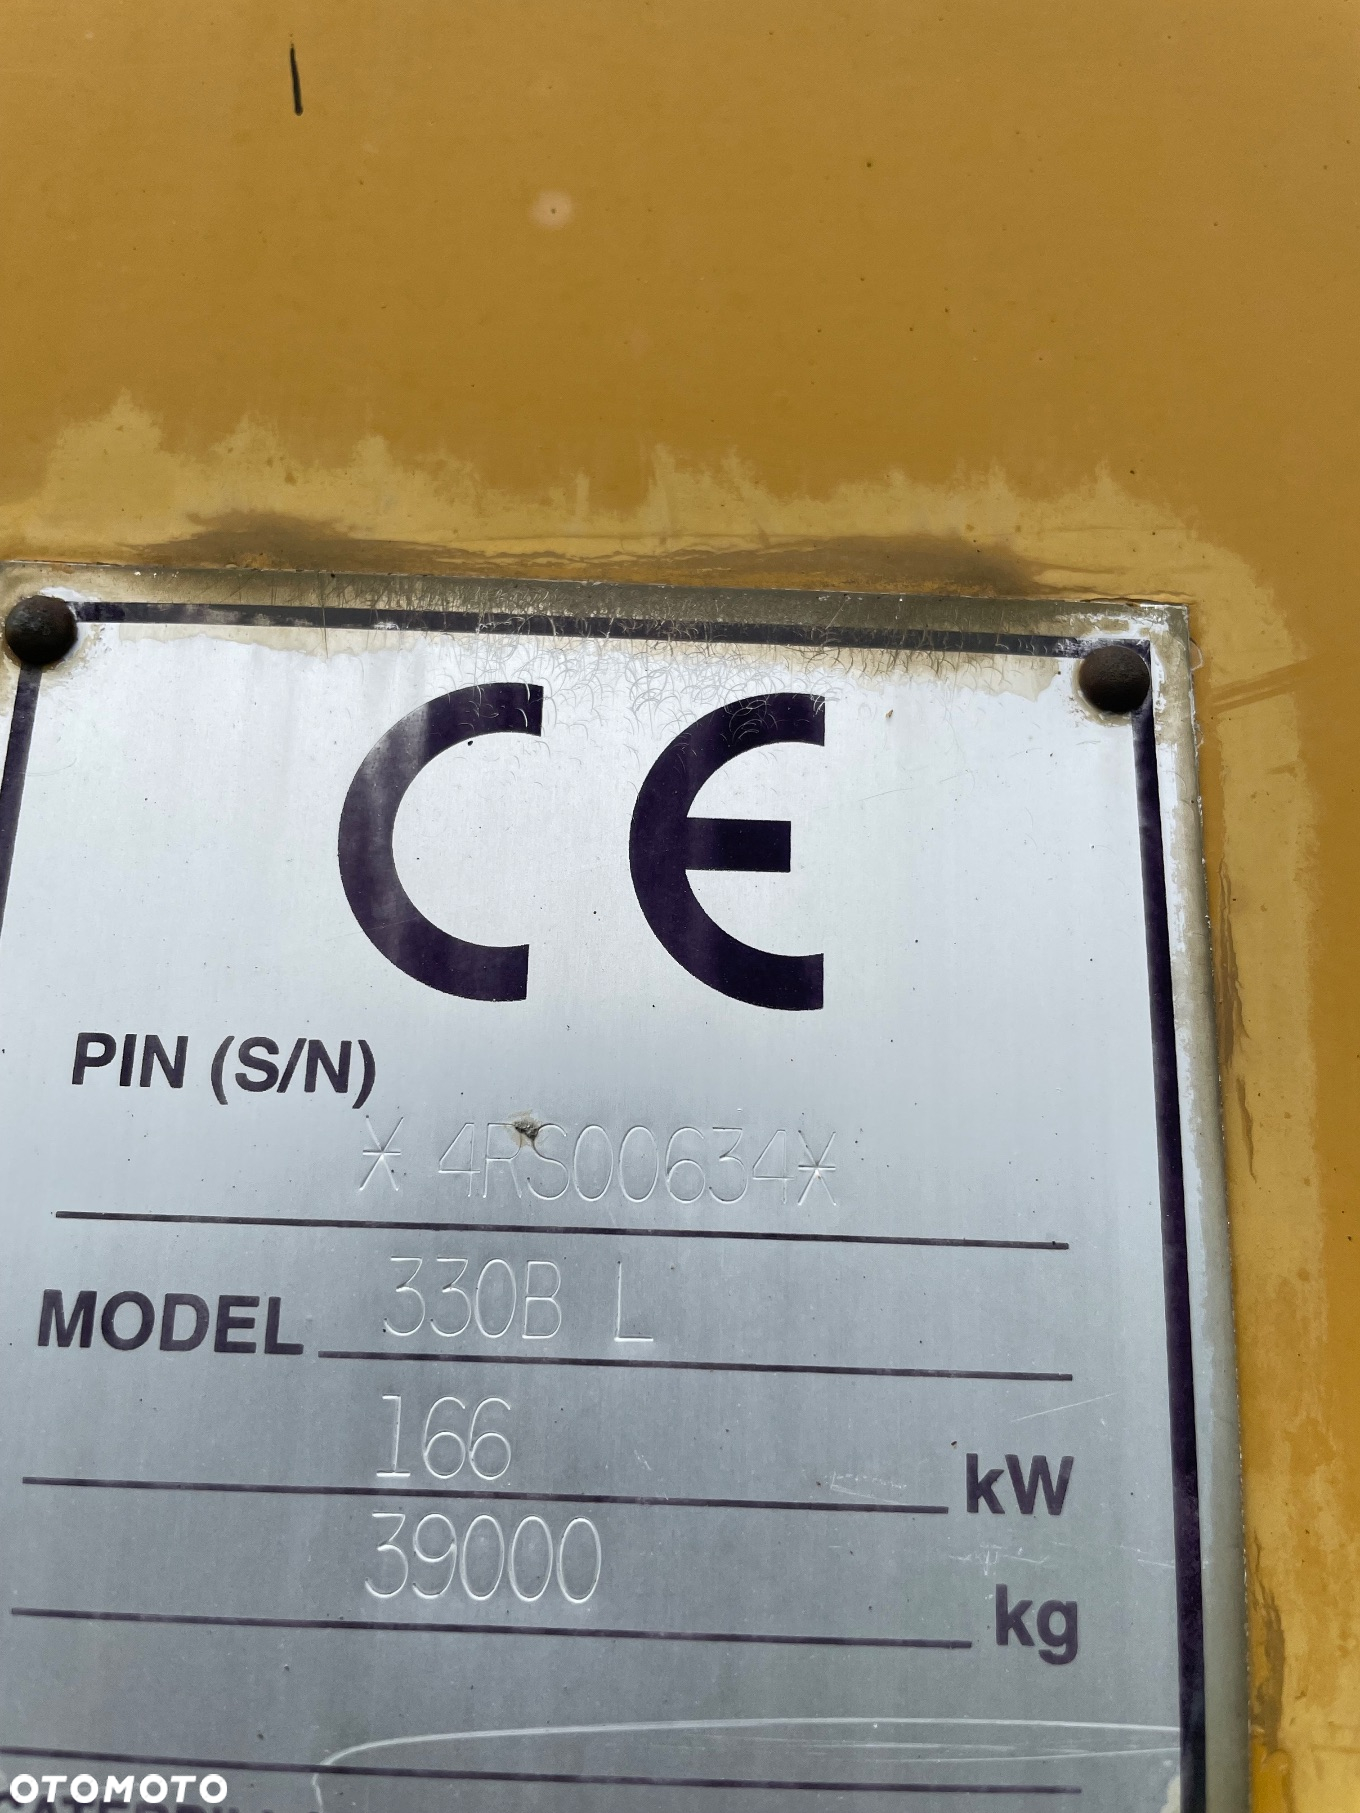 CE
PIN (S/N)
* 4RS00634*
MODEL 330B L
166 kW
39000 kg
OTOMOTO